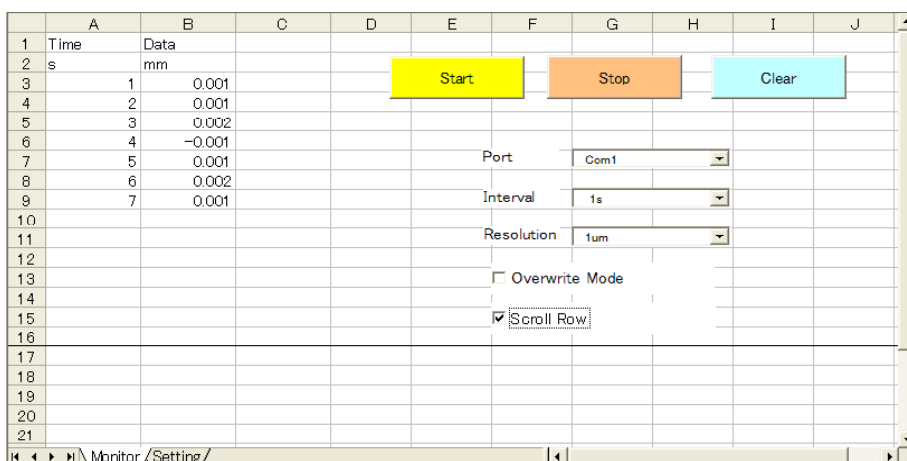 A B C D E F G H I J
1 Time Data
2 s mm
3 1 0.001 Start Stop Clear
4 2 0.001
5 3 0.002
6 4 -0.001
7 5 0.001 Port Com1
8 6 0.002
9 7 0.001 Interval 1s
10
11 Resolution 1um
12
13 Overwrite Mode
14
15 Scroll Row
16
17
18
19
20
21
Monitor Setting